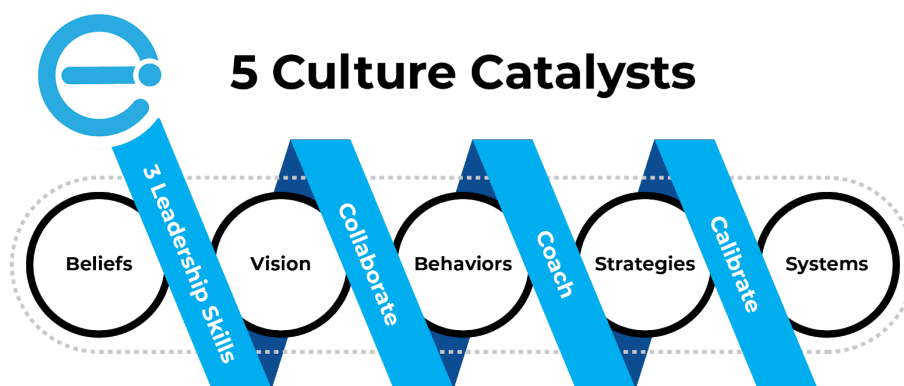 5 Culture Catalysts
Beliefs
3 Leadership Skills
Vision
Collaborate
Behaviors
Coach
Strategies
Calibrate
Systems